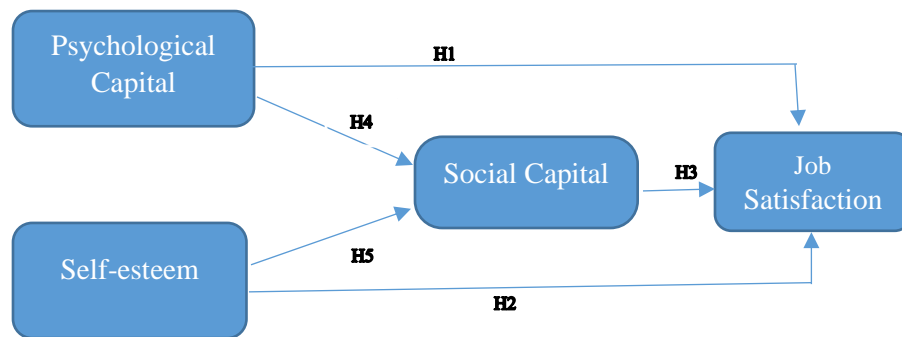 Psychological
Capital
H1
H4
Social Capital
H3
Job
Satisfaction
Self-esteem
H5
H2